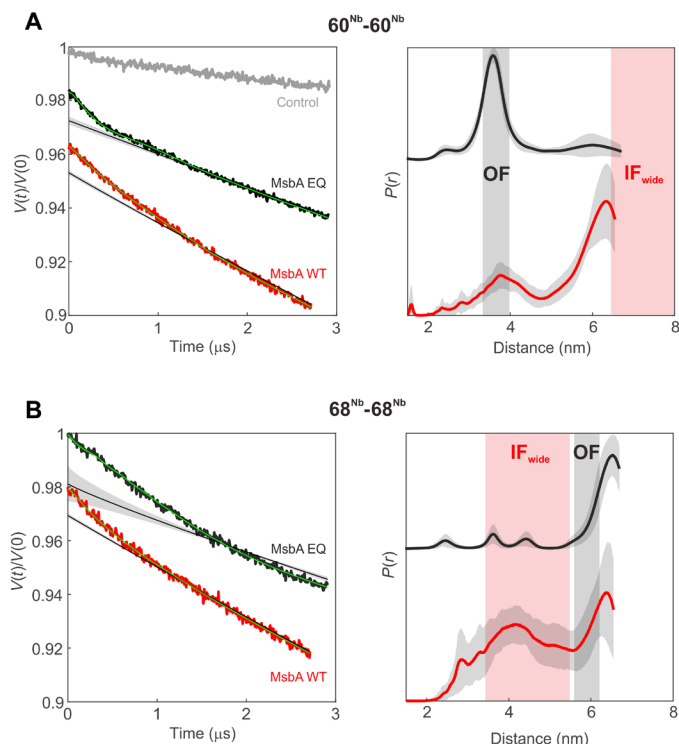 A
60Nb-60Nb
1
0.98
0.96
0.94
0.92
0.9
V(t)/V(0)
Control
MsbA EQ
MsbA WT
0
1
2
3
Time (μs)
P(r)
OF
IFwide
2
4
6
8
Distance (nm)
B
68Nb-68Nb
1
0.98
0.96
0.94
0.92
0.9
V(t)/V(0)
MsbA EQ
MsbA WT
0
1
2
3
Time (μs)
P(r)
IFwide
OF
2
4
6
8
Distance (nm)